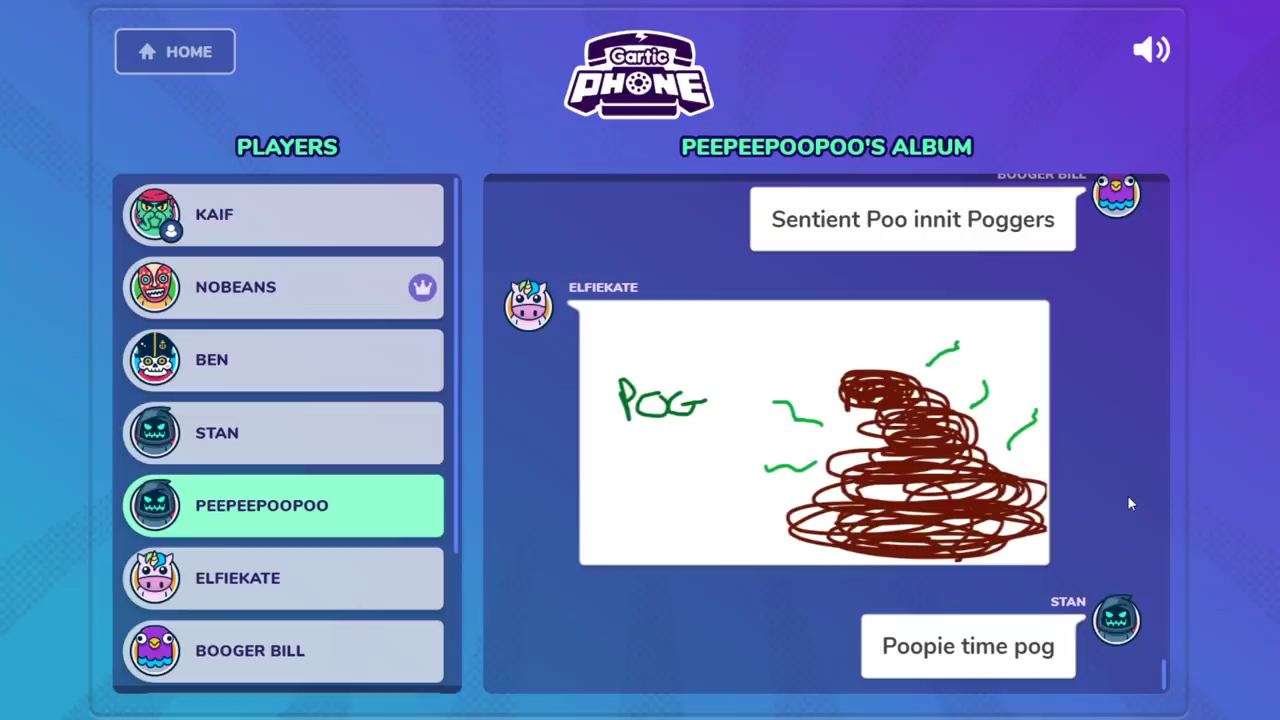 HOME
Gartic
PHONE
PLAYERS
PEEPEEPOOPOO'S ALBUM
KAIF
NOBEANS
BEN
STAN
PEEPEEPOOPOO
ELFIEKATE
BOOGER BILL
BOOGER BILL
Sentient Poo innit Poggers
ELFIEKATE
POG
STAN
Poopie time pog